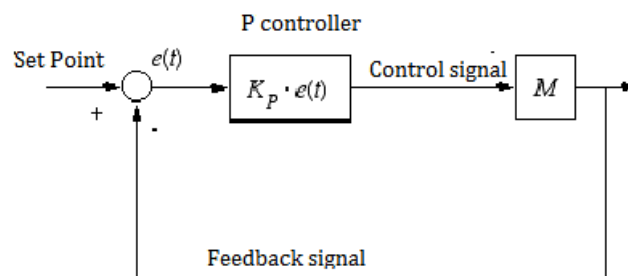 P controller
Set Point
e(t)
+
-
K_P · e(t)
Control signal
M
Feedback signal